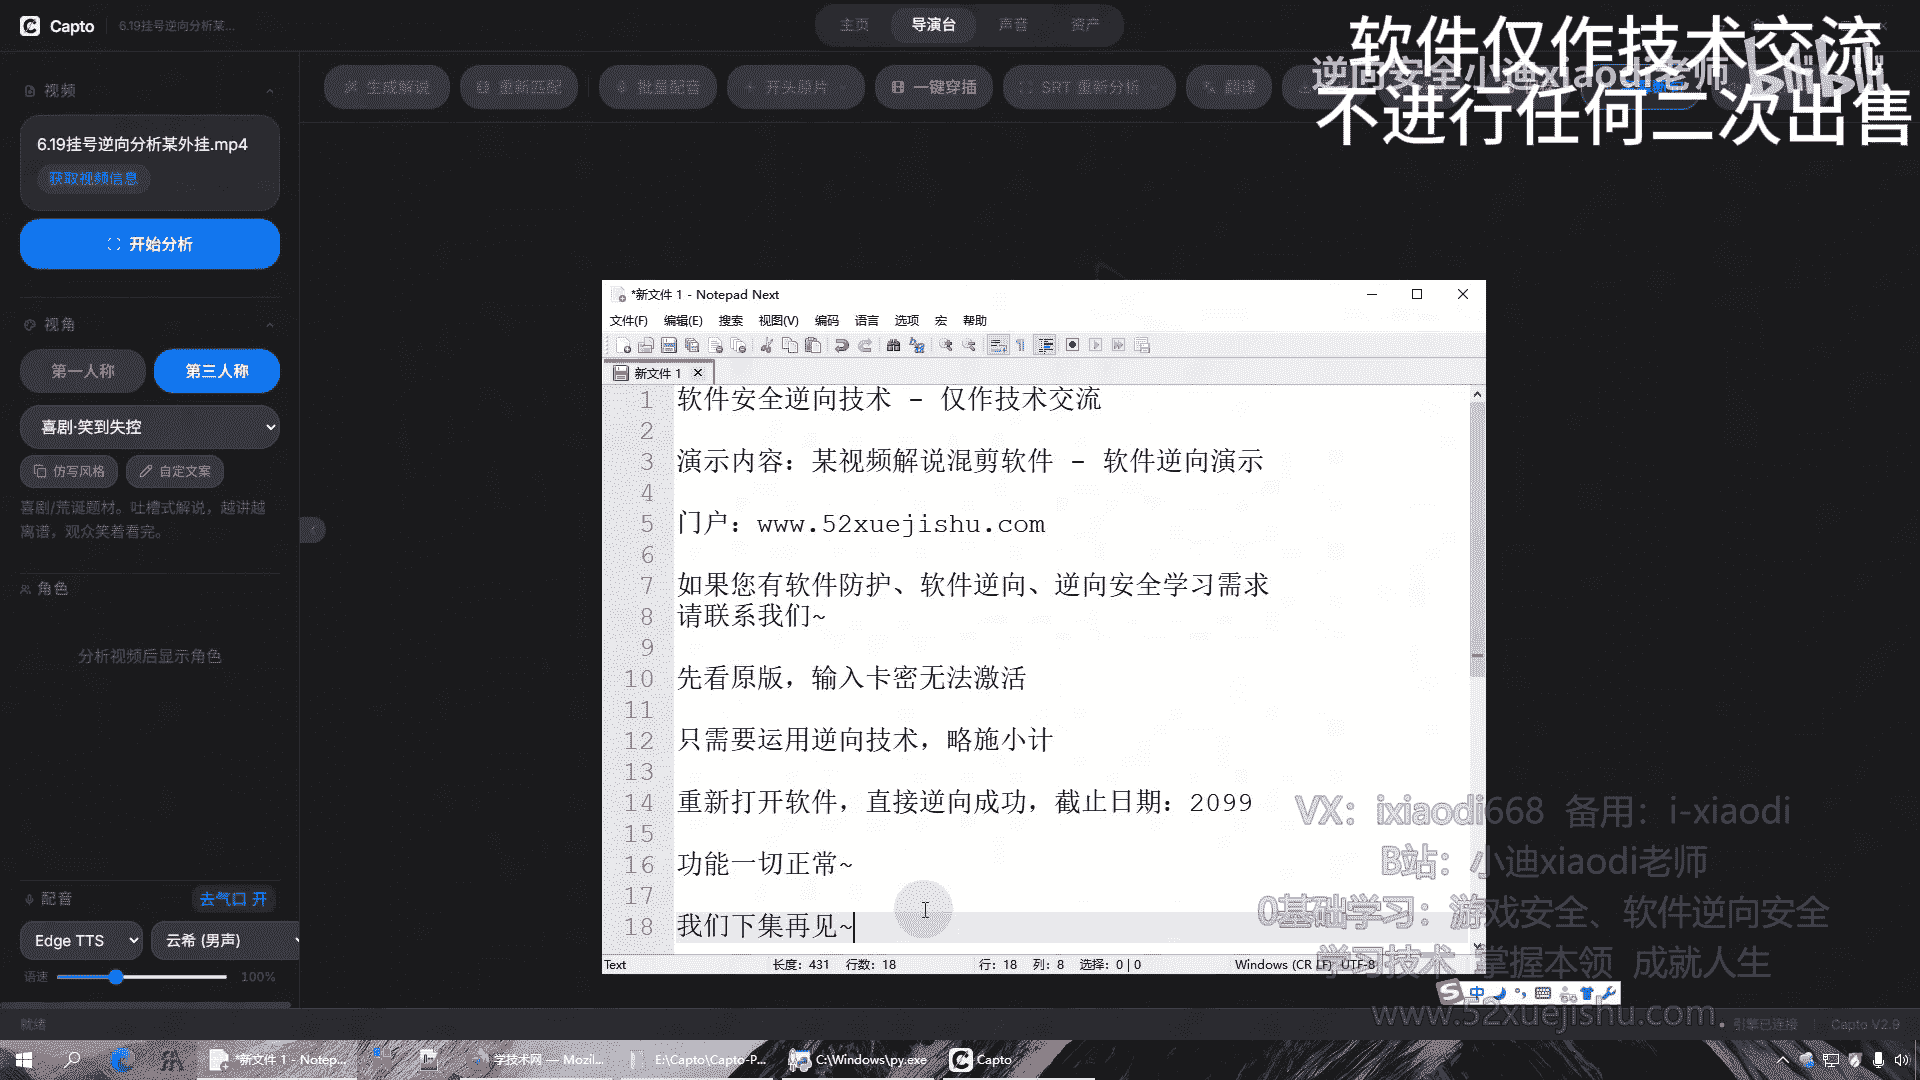 Capto
6.19挂号逆向分析某...
主页
导演台
声音
资产
软件仅作技术交流
不进行任何二次出售
逆向安全小迪xiaodi老师
bilibili
生成解说
重新匹配
批量配音
开头原片
一键穿插
SRT 重新分析
翻译
视频
6.19挂号逆向分析某外挂.mp4
获取视频信息
开始分析
视角
第一人称
第三人称
喜剧·笑到失控
仿写风格
自定义文案
喜剧/荒诞题材。吐槽式解说，越讲越
离谱，观众笑着看完。
角色
分析视频后显示角色
配音
去气口 开
Edge TTS
云希 (男声)
语速
100%
就绪
*新文件 1 - Notepad Next
文件(F) 编辑(E) 搜索 视图(V) 编码 语言 选项 宏 帮助
新文件 1
1 软件安全逆向技术 - 仅作技术交流
2
3 演示内容：某视频解说混剪软件 - 软件逆向演示
4
5 门户：www.52xuejishu.com
6
7 如果您有软件防护、软件逆向、逆向安全学习需求
8 请联系我们~
9
10 先看原版，输入卡密无法激活
11
12 只需要运用逆向技术，略施小计
13
14 重新打开软件，直接逆向成功，截止日期：2099
15
16 功能一切正常~
17
18 我们下集再见~
Text
长度：431 行数：18
行：18 列：8 选择：0 | 0
Windows (CR LF)
UTF-8
VX：ixiaodi668 备用：i-xiaodi
B站：小迪xiaodi老师
0基础学习：游戏安全、软件逆向安全
学习技术 掌握本领 成就人生
www.52xuejishu.com
中
引擎已连接
Capto V2.9
*新文件 1 - Notep...
学技术网 — Mozil...
E:\Capto\Capto-P...
C:\Windows\py.exe
Capto